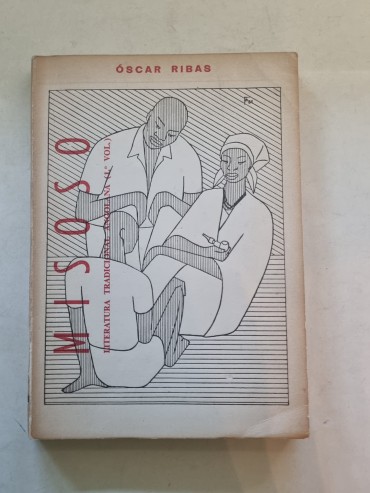 ÓSCAR RIBAS
MISOSO
LITERATURA TRADICIONAL ANGOLANA (1.º VOL.)